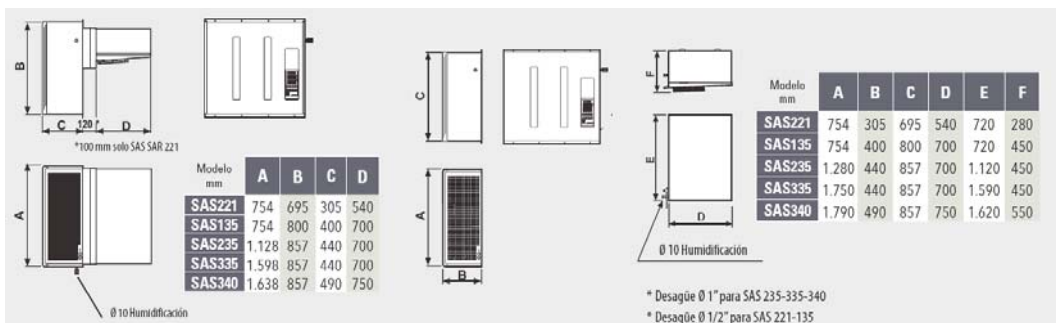 B
C
120
D
*100 mm solo SAS SAR 221
A
Ø 10 Humidificación
Modelo mm A B C D
SAS221 754 695 305 540
SAS135 754 800 400 700
SAS235 1.128 857 440 700
SAS335 1.598 857 440 700
SAS340 1.638 857 490 750
C
A
B
F
E
D
Ø 10 Humidificación
Modelo mm A B C D E F
SAS221 754 305 695 540 720 280
SAS135 754 400 800 700 720 450
SAS235 1.280 440 857 700 1.120 450
SAS335 1.750 440 857 700 1.590 450
SAS340 1.790 490 857 750 1.620 550
* Desagüe Ø 1" para SAS 235-335-340
* Desagüe Ø 1/2" para SAS 221-135